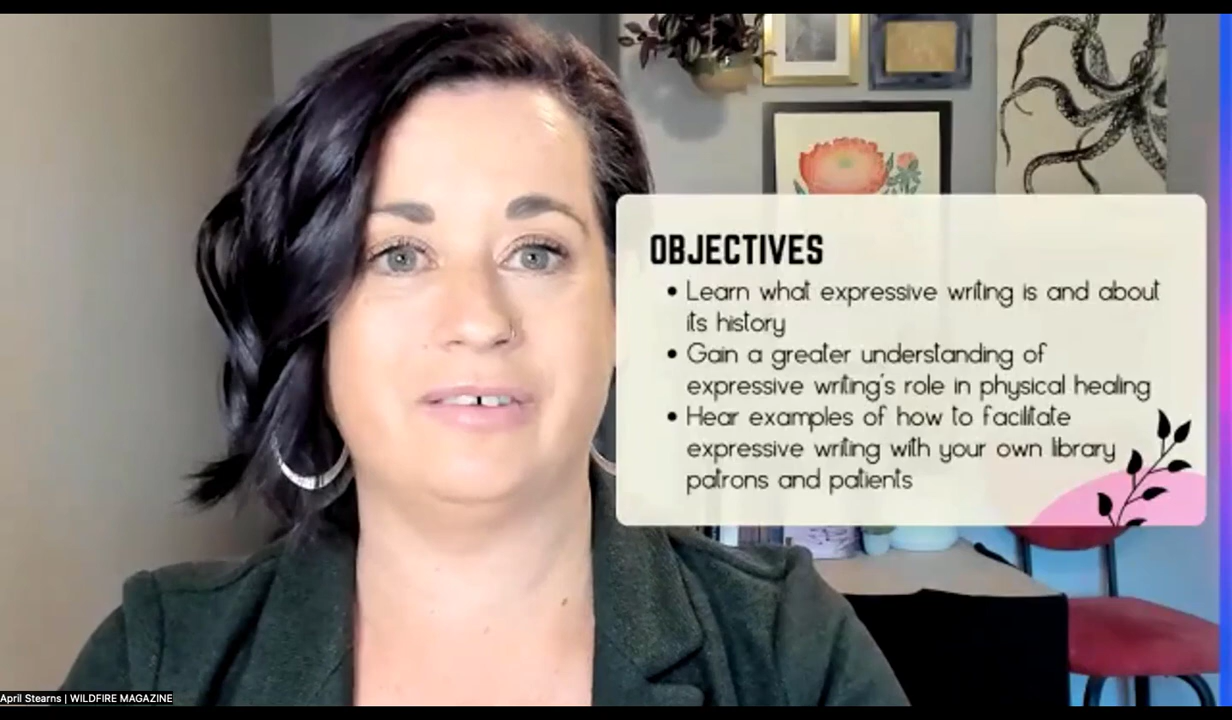 OBJECTIVES
• Learn what expressive writing is and about
its history
• Gain a greater understanding of
expressive writing's role in physical healing
• Hear examples of how to facilitate
expressive writing with your own library
patrons and patients
April Stearns | WILDFIRE MAGAZINE